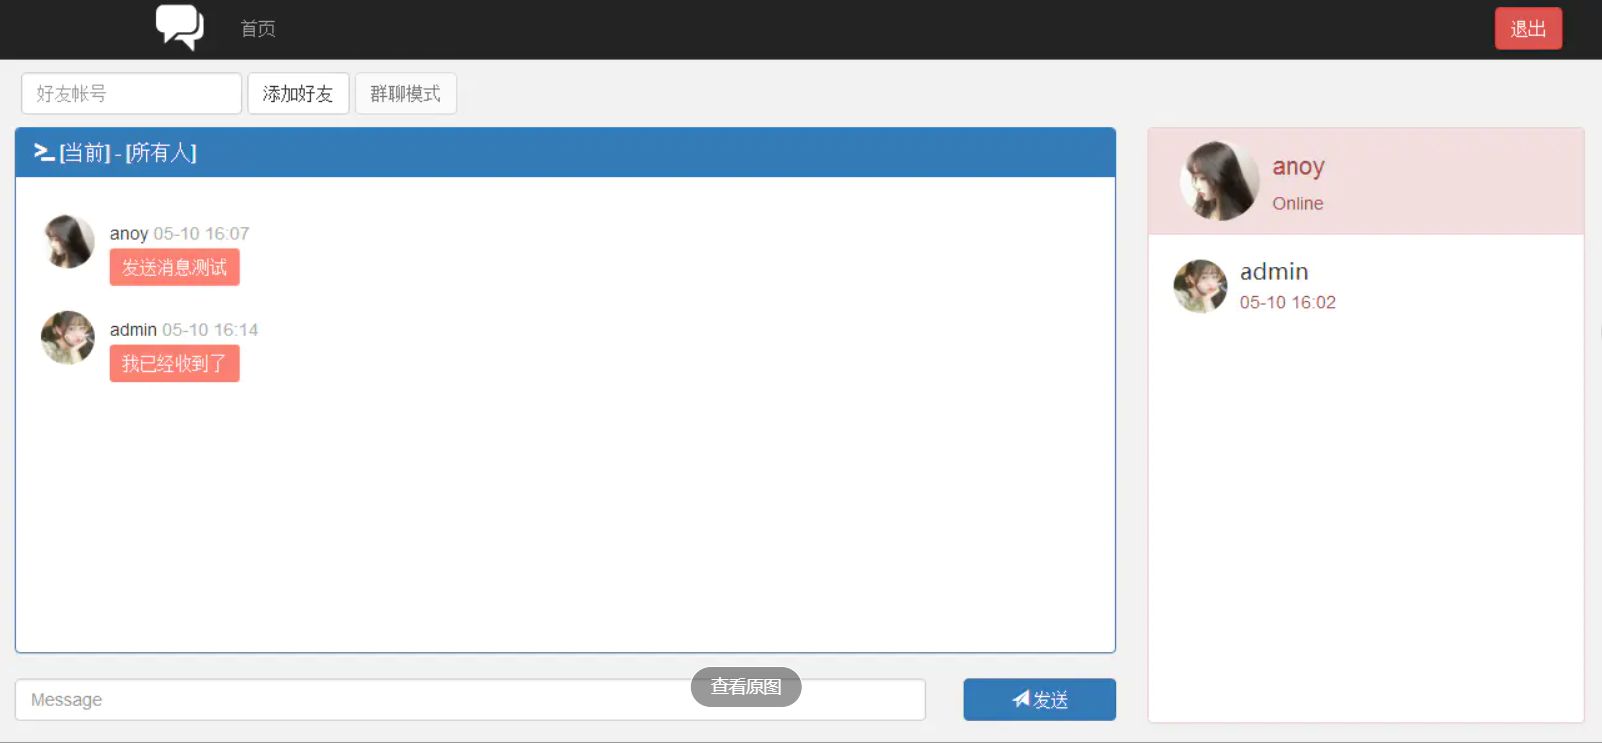 首页
退出
好友帐号 添加好友 群聊模式
[当前] - [所有人]
anoy 05-10 16:07
发送消息测试
admin 05-10 16:14
我已经收到了
anoy
Online
admin
05-10 16:02
Message
查看原图
发送